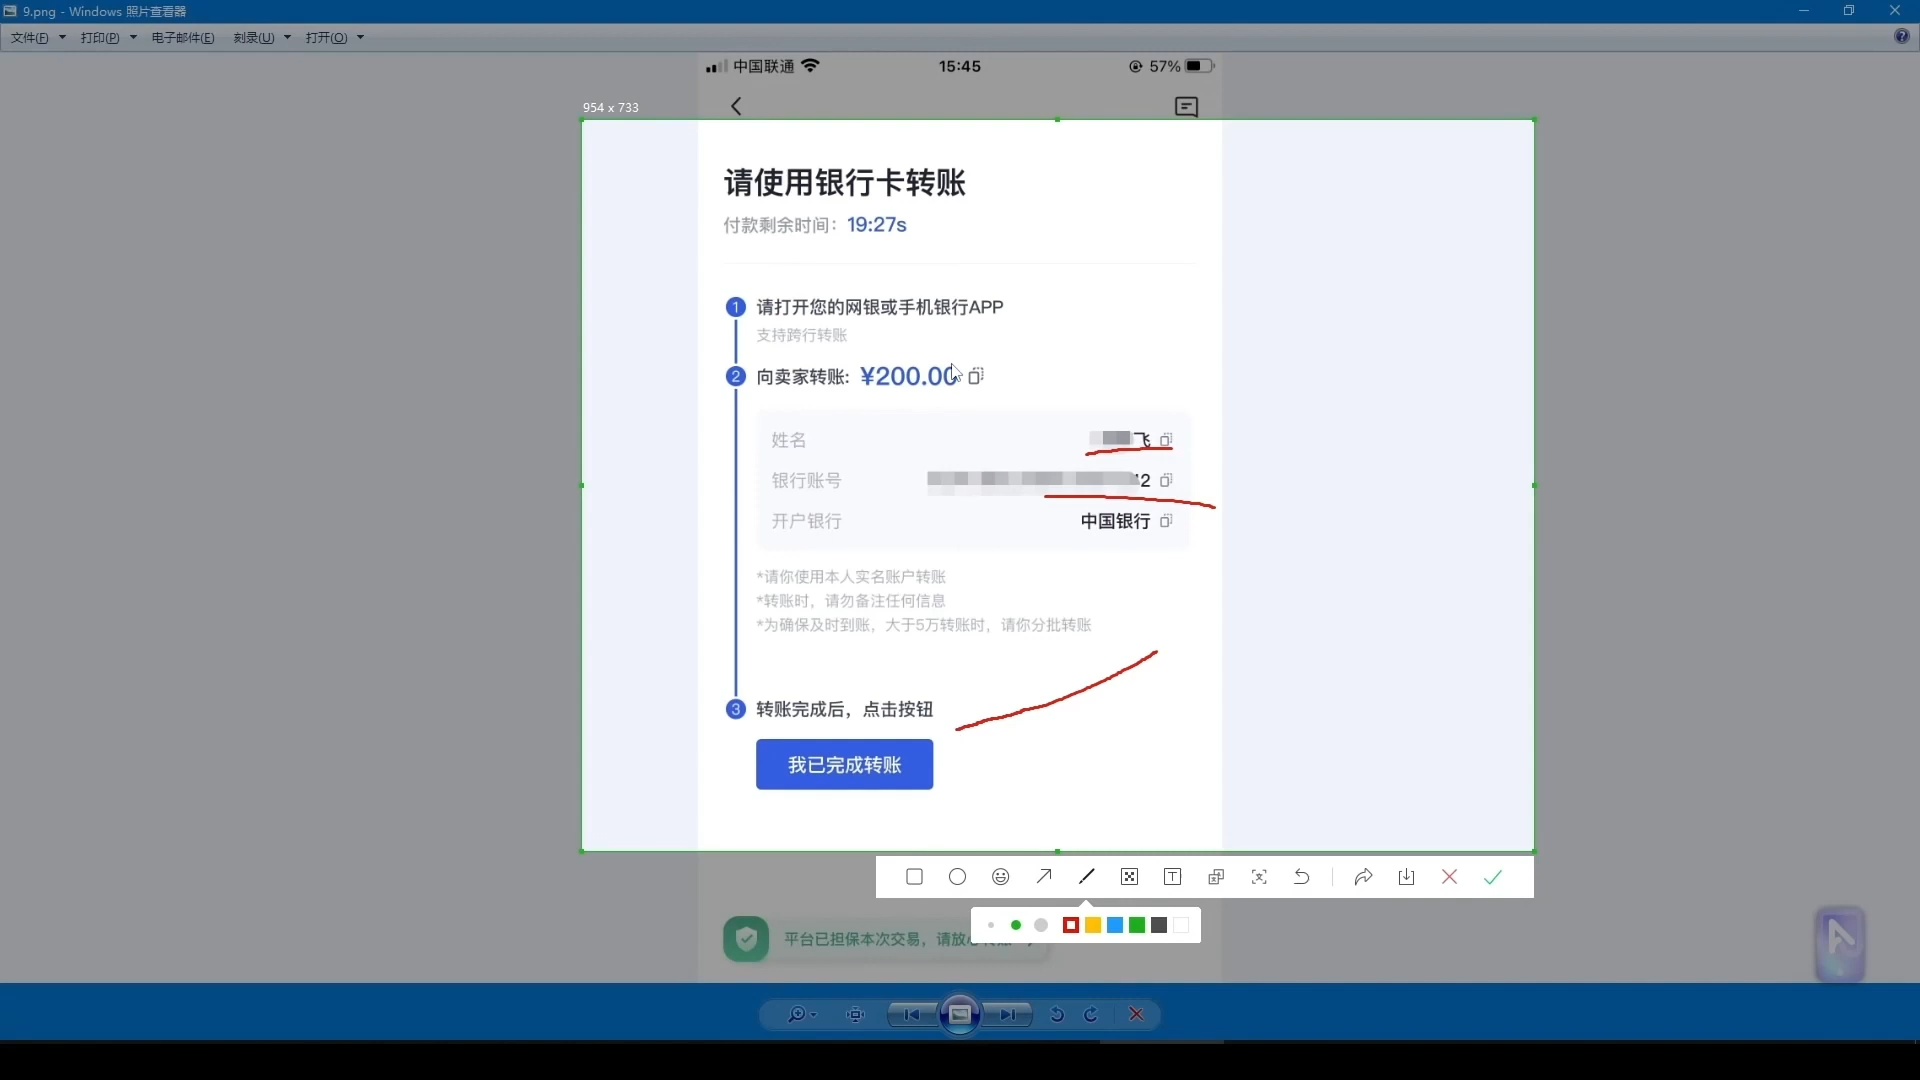 9.png - Windows 照片查看器
文件(F) 打印(P) 电子邮件(E) 刻录(U) 打开(O)
中国联通 15:45 57%
954 x 733
请使用银行卡转账
付款剩余时间：19:27s
1 请打开您的网银或手机银行APP
支持跨行转账
2 向卖家转账: ¥200.00
姓名 飞
银行账号 2
开户银行 中国银行
*请你使用本人实名账户转账
*转账时，请勿备注任何信息
*为确保及时到账，大于5万转账时，请你分批转账
3 转账完成后，点击按钮
我已完成转账
平台已担保本次交易，请放心